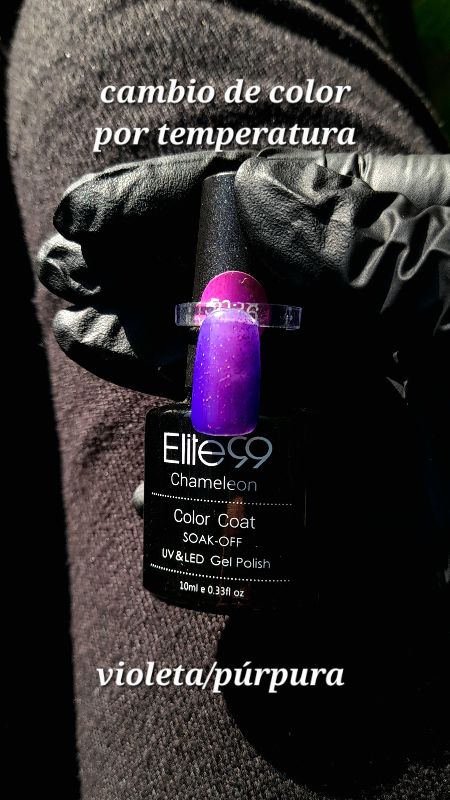 cambio de color
por temperatura
Elite99
Chameleon
Color Coat
SOAK-OFF
UV&LED Gel Polish
10ml e 0.33fl oz
violeta/púrpura